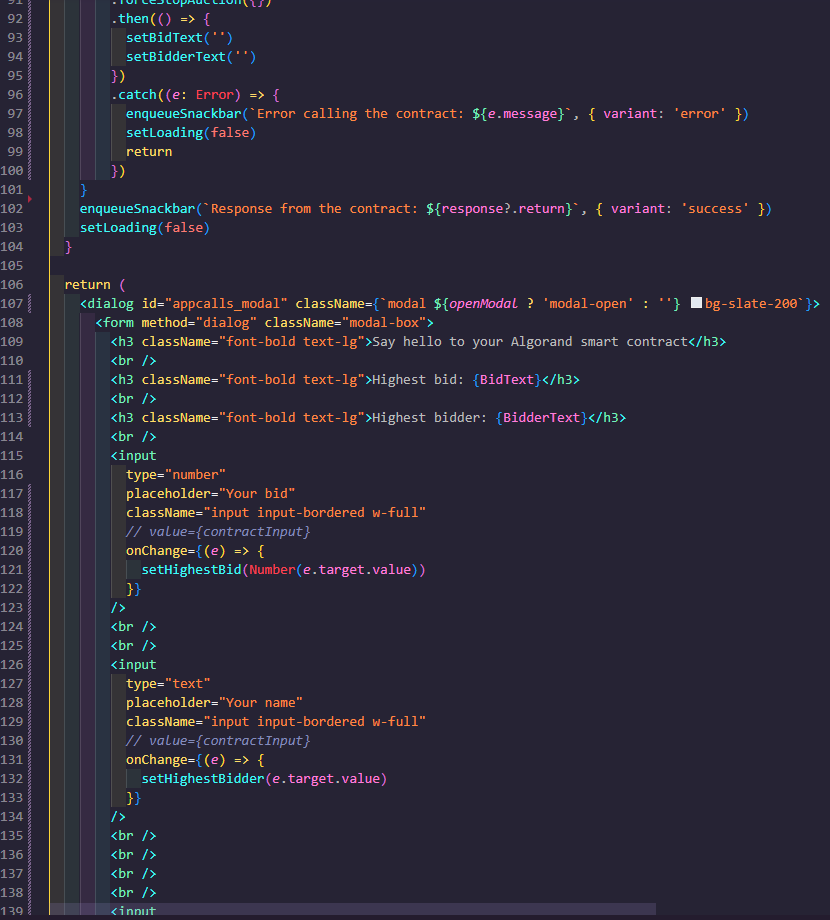 91 .forceStopAuction({})
92 .then(() => {
93 setBidText('')
94 setBidderText('')
95 })
96 .catch((e: Error) => {
97 enqueueSnackbar(`Error calling the contract: ${e.message}`, { variant: 'error' })
98 setLoading(false)
99 return
100 })
101 }
102 enqueueSnackbar(`Response from the contract: ${response?.return}`, { variant: 'success' })
103 setLoading(false)
104 }
105
106 return (
107 <dialog id="appcalls_modal" className={`modal ${openModal ? 'modal-open' : ''} bg-slate-200`}>
108 <form method="dialog" className="modal-box">
109 <h3 className="font-bold text-lg">Say hello to your Algorand smart contract</h3>
110 <br />
111 <h3 className="font-bold text-lg">Highest bid: {BidText}</h3>
112 <br />
113 <h3 className="font-bold text-lg">Highest bidder: {BidderText}</h3>
114 <br />
115 <input
116 type="number"
117 placeholder="Your bid"
118 className="input input-bordered w-full"
119 // value={contractInput}
120 onChange={(e) => {
121 setHighestBid(Number(e.target.value))
122 }}
123 />
124 <br />
125 <br />
126 <input
127 type="text"
128 placeholder="Your name"
129 className="input input-bordered w-full"
130 // value={contractInput}
131 onChange={(e) => {
132 setHighestBidder(e.target.value)
133 }}
134 />
135 <br />
136 <br />
137 <br />
138 <br />
139 <input